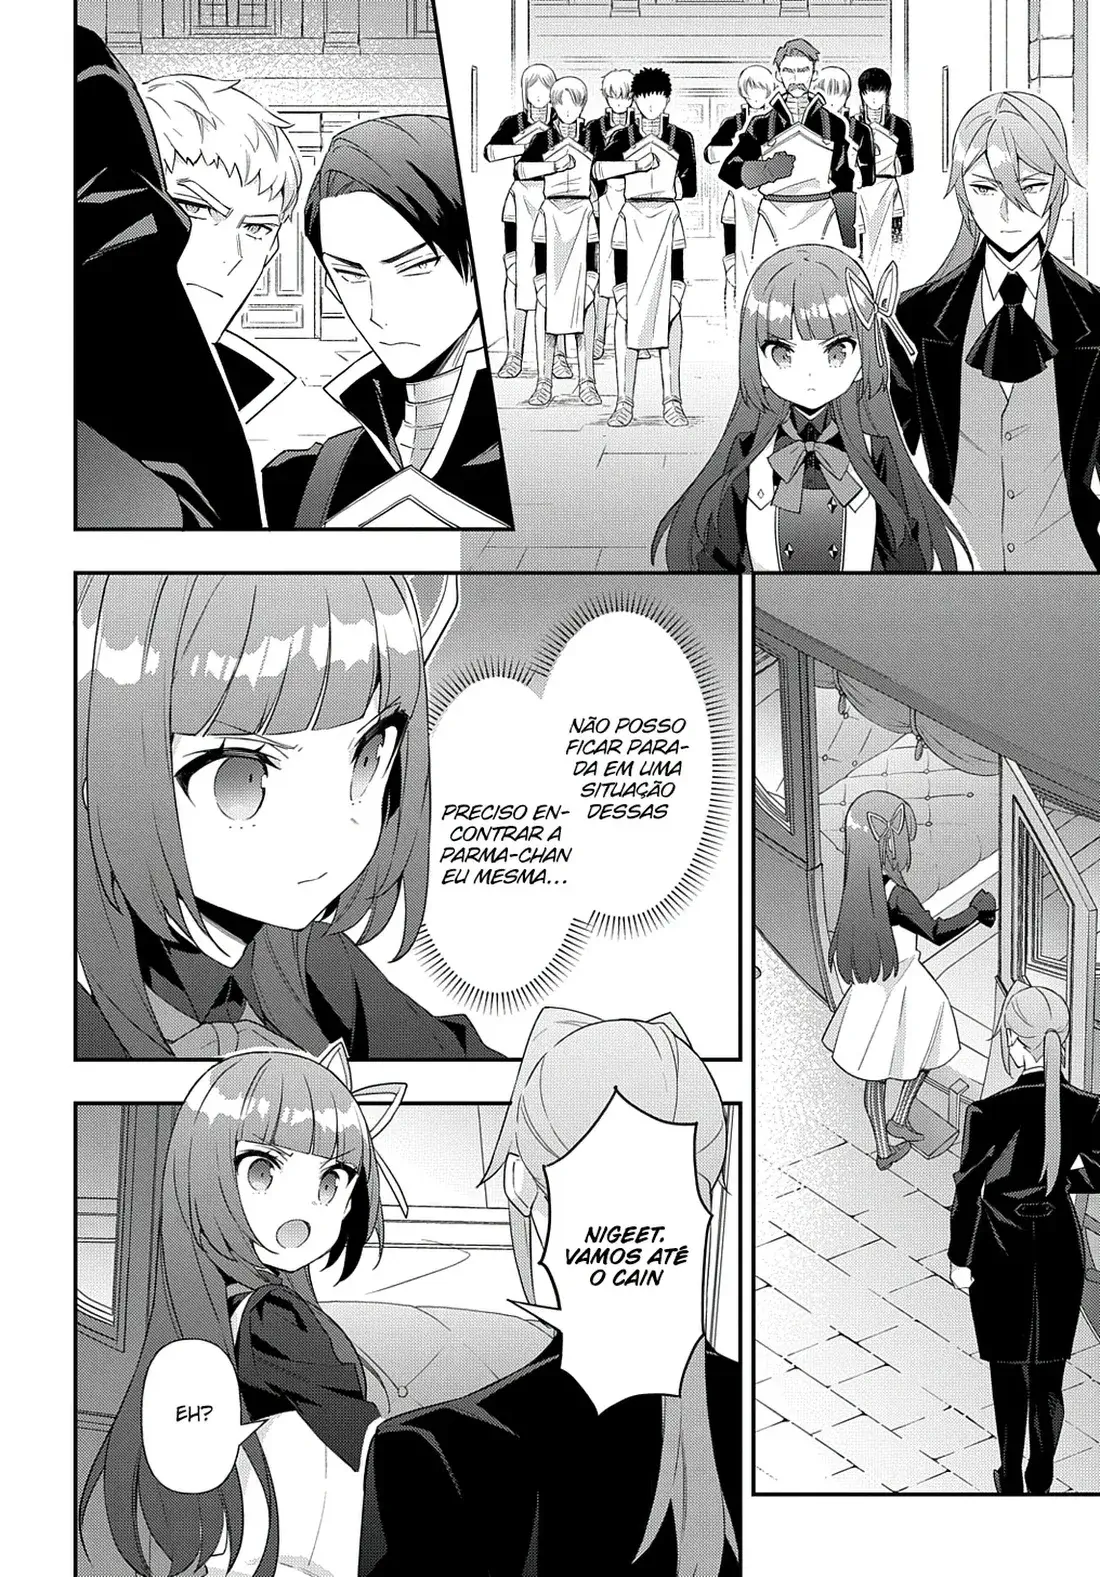 NÃO POSSO
FICAR PARA-
DA EM UMA
SITUAÇÃO
DESSAS
PRECISO EN-
CONTRAR A
PARMA-CHAN
EU MESMA...
NIGEET.
VAMOS ATÉ
O CAIN
EH?